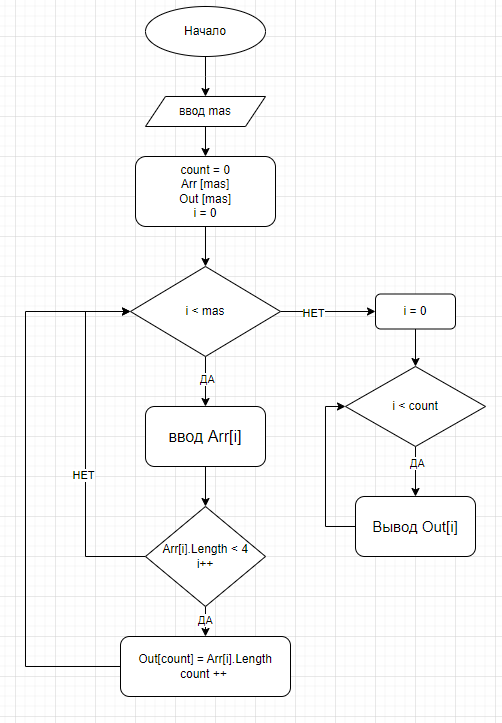 Начало
ввод mas
count = 0
Arr [mas]
Out [mas]
i = 0
i < mas
НЕТ
i = 0
ДА
i < count
ввод Arr[i]
ДА
НЕТ
Вывод Out[i]
Arr[i].Length < 4
i++
ДА
Out[count] = Arr[i].Length
count ++